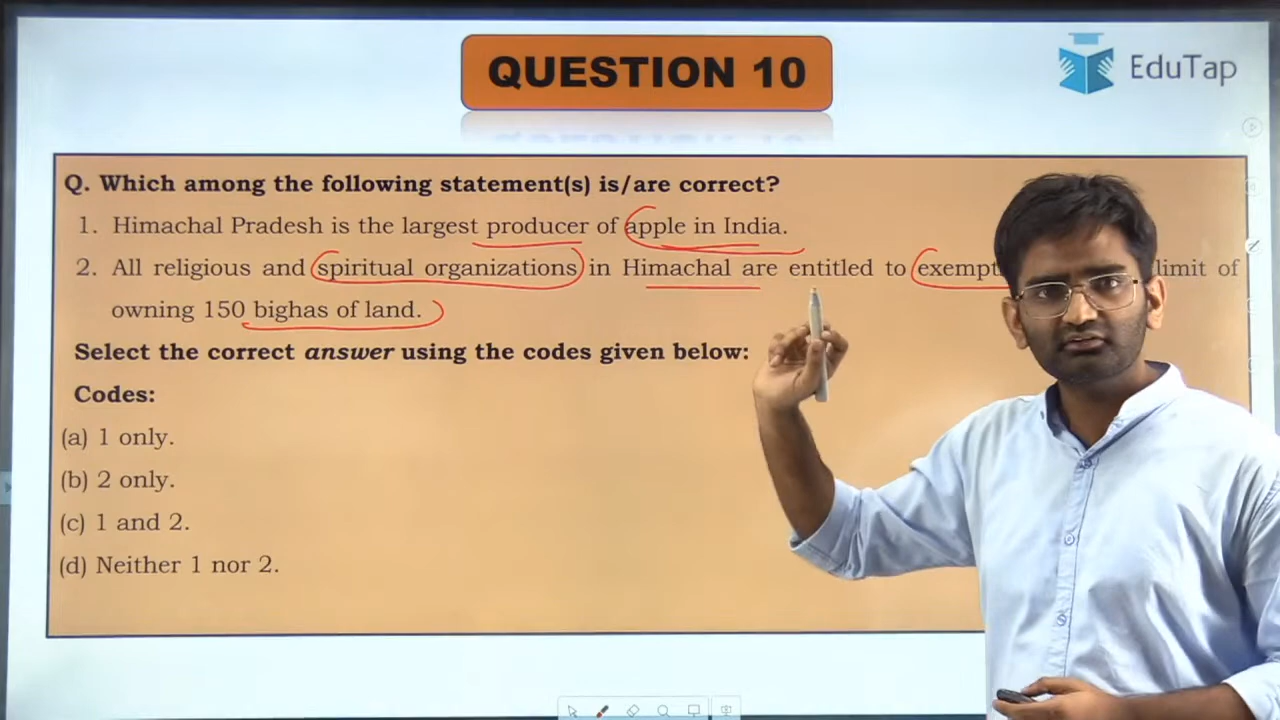 QUESTION 10
EduTap
Q. Which among the following statement(s) is/are correct?
1. Himachal Pradesh is the largest producer of apple in India.
2. All religious and spiritual organizations in Himachal are entitled to exempt limit of
owning 150 bighas of land.
Select the correct answer using the codes given below:
Codes:
(a) 1 only.
(b) 2 only.
(c) 1 and 2.
(d) Neither 1 nor 2.